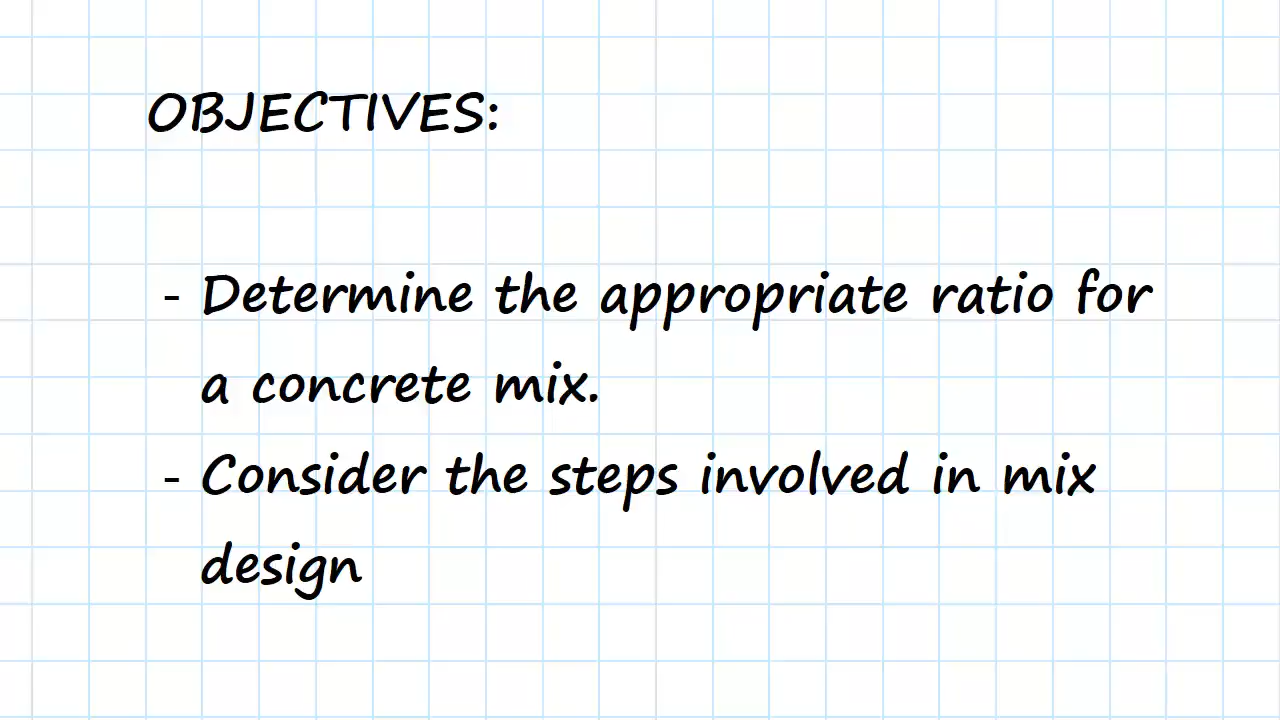 OBJECTIVES:
- Determine the appropriate ratio for
a concrete mix.
- Consider the steps involved in mix
design